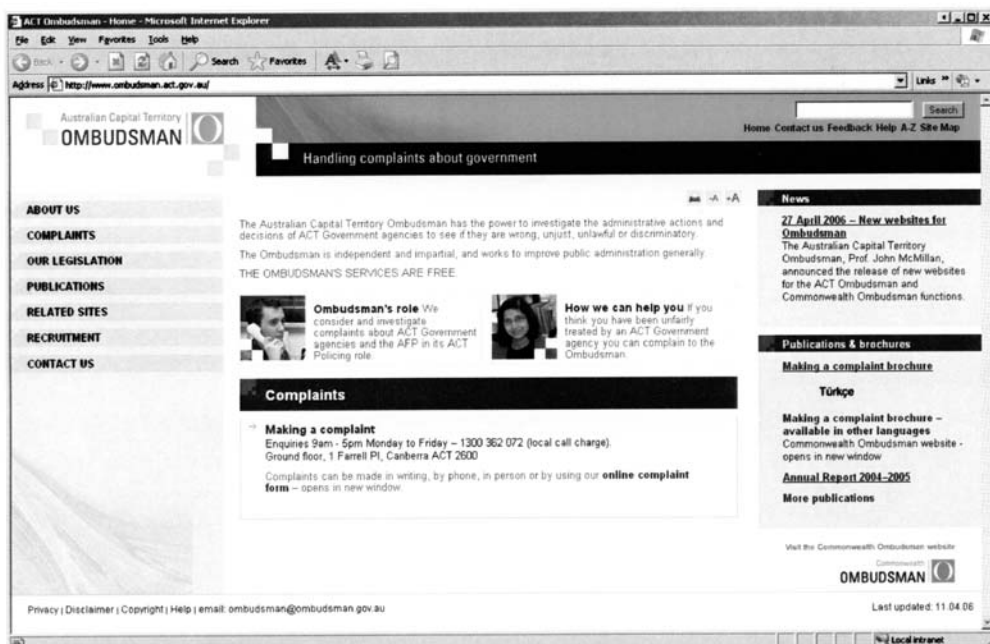 ACT Ombudsman - Home - Microsoft Internet Explorer
File Edit View Favorites Tools Help
Back Search Favorites
Address http://www.ombudsman.act.gov.au/ Links »
Australian Capital Territory
OMBUDSMAN
Search
Home Contact us Feedback Help A-Z Site Map
Handling complaints about government
ABOUT US
COMPLAINTS
OUR LEGISLATION
PUBLICATIONS
RELATED SITES
RECRUITMENT
CONTACT US
-A +A
The Australian Capital Territory Ombudsman has the power to investigate the administrative actions and
decisions of ACT Government agencies to see if they are wrong, unjust, unlawful or discriminatory.
The Ombudsman is independent and impartial, and works to improve public administration generally.
THE OMBUDSMAN'S SERVICES ARE FREE.
Ombudsman's role We
consider and investigate
complaints about ACT Government
agencies and the AFP in its ACT
Policing role.
How we can help you If you
think you have been unfairly
treated by an ACT Government
agency you can complain to the
Ombudsman.
Complaints
Making a complaint
Enquiries 9am - 5pm Monday to Friday – 1300 362 072 (local call charge).
Ground floor, 1 Farrell Pl, Canberra ACT 2600
Complaints can be made in writing, by phone, in person or by using our online complaint
form – opens in new window.
News
27 April 2006 – New websites for
Ombudsman
The Australian Capital Territory
Ombudsman, Prof. John McMillan,
announced the release of new websites
for the ACT Ombudsman and
Commonwealth Ombudsman functions.
Publications & brochures
Making a complaint brochure
Türkçe
Making a complaint brochure –
available in other languages
Commonwealth Ombudsman website -
opens in new window
Annual Report 2004–2005
More publications
Visit the Commonwealth Ombudsman website
Commonwealth
OMBUDSMAN
Privacy | Disclaimer | Copyright | Help | email: ombudsman@ombudsman.gov.au
Last updated: 11.04.06
Local intranet